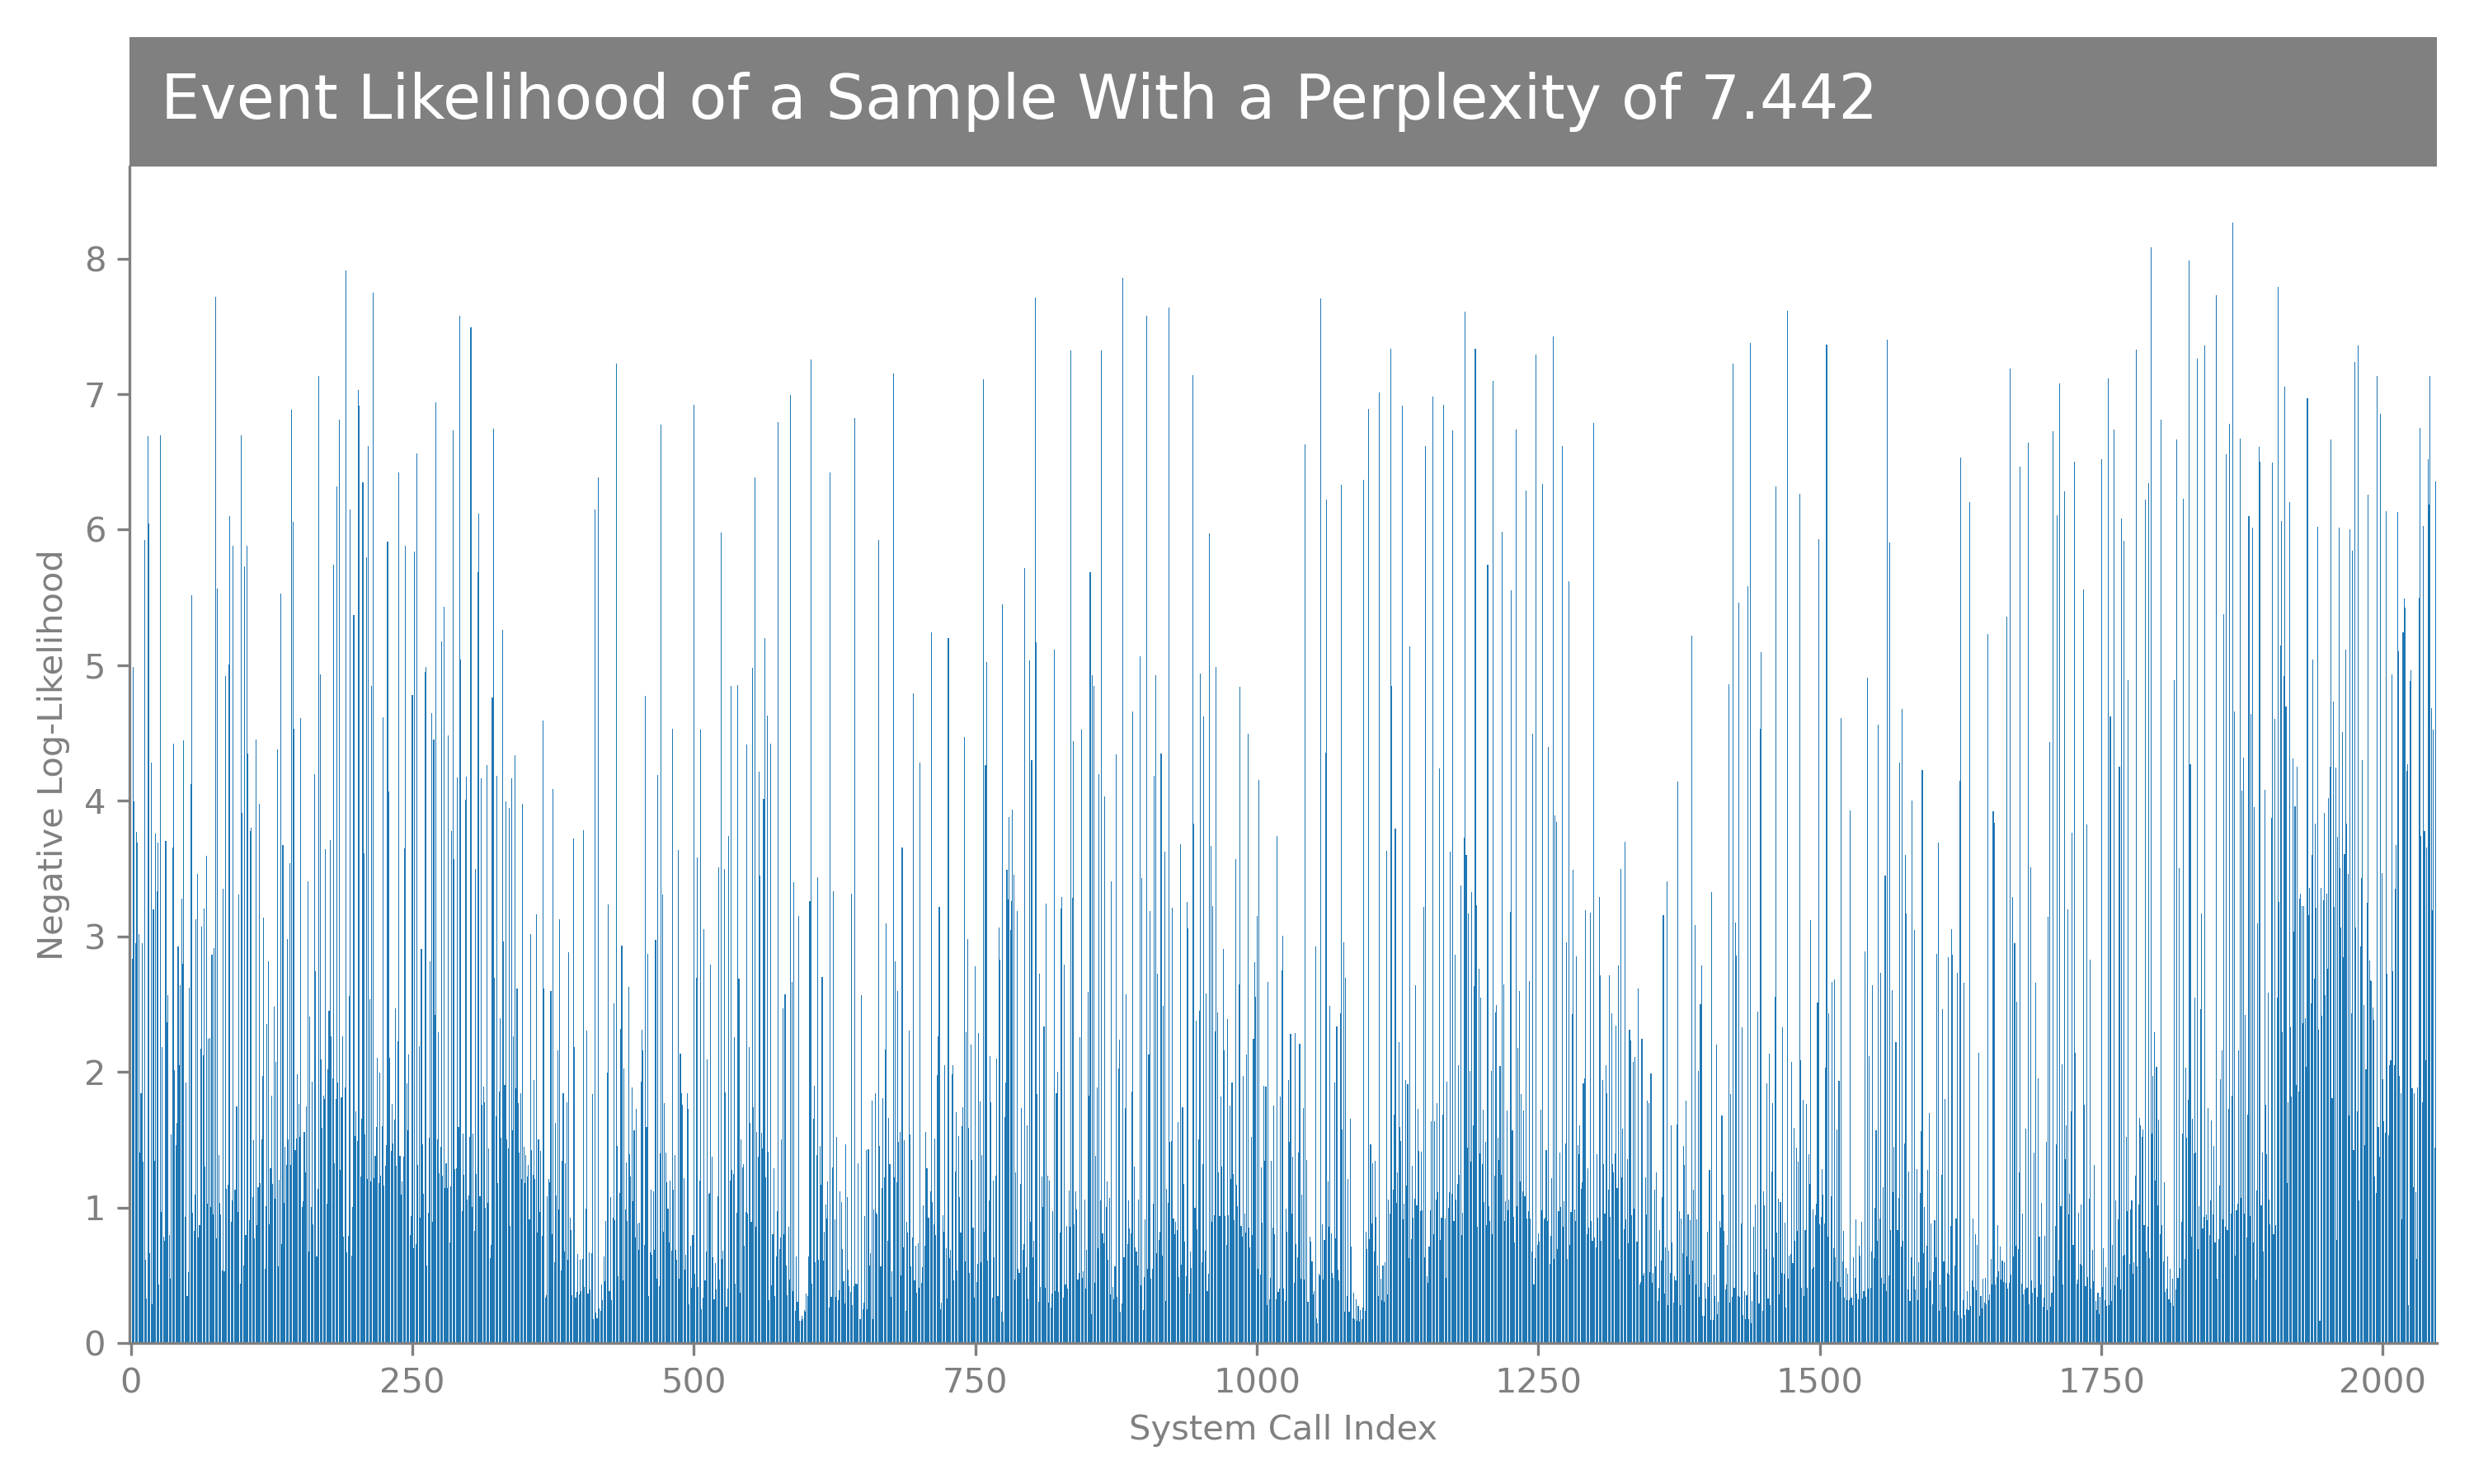 Event Likelihood of a Sample With a Perplexity of 7.442
8
7
6
5
4
3
2
1
0
Negative Log-Likelihood
0 250 500 750 1000 1250 1500 1750 2000
System Call Index